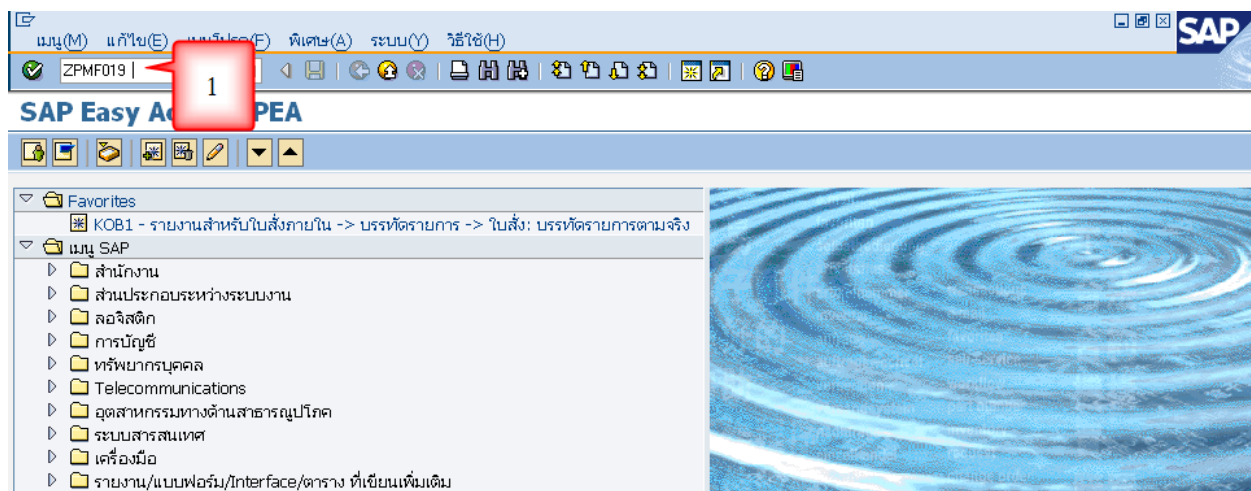 เมนู(M) แก้ไข(E) เมนูโปรด(F) พิเศษ(A) ระบบ(Y) วิธีใช้(H)
SAP
ZPMF019
1
SAP Easy PEA
Favorites
KOB1 - รายงานสำหรับใบสั่งภายใน -> บรรทัดรายการ -> ใบสั่ง: บรรทัดรายการตามจริง
เมนู SAP
สำนักงาน
ส่วนประกอบระหว่างระบบงาน
ลอจิสติก
การบัญชี
ทรัพยากรบุคคล
Telecommunications
อุตสาหกรรมทางด้านสาธารณูปโภค
ระบบสารสนเทศ
เครื่องมือ
รายงาน/แบบฟอร์ม/Interface/ตาราง ที่เขียนเพิ่มเติม